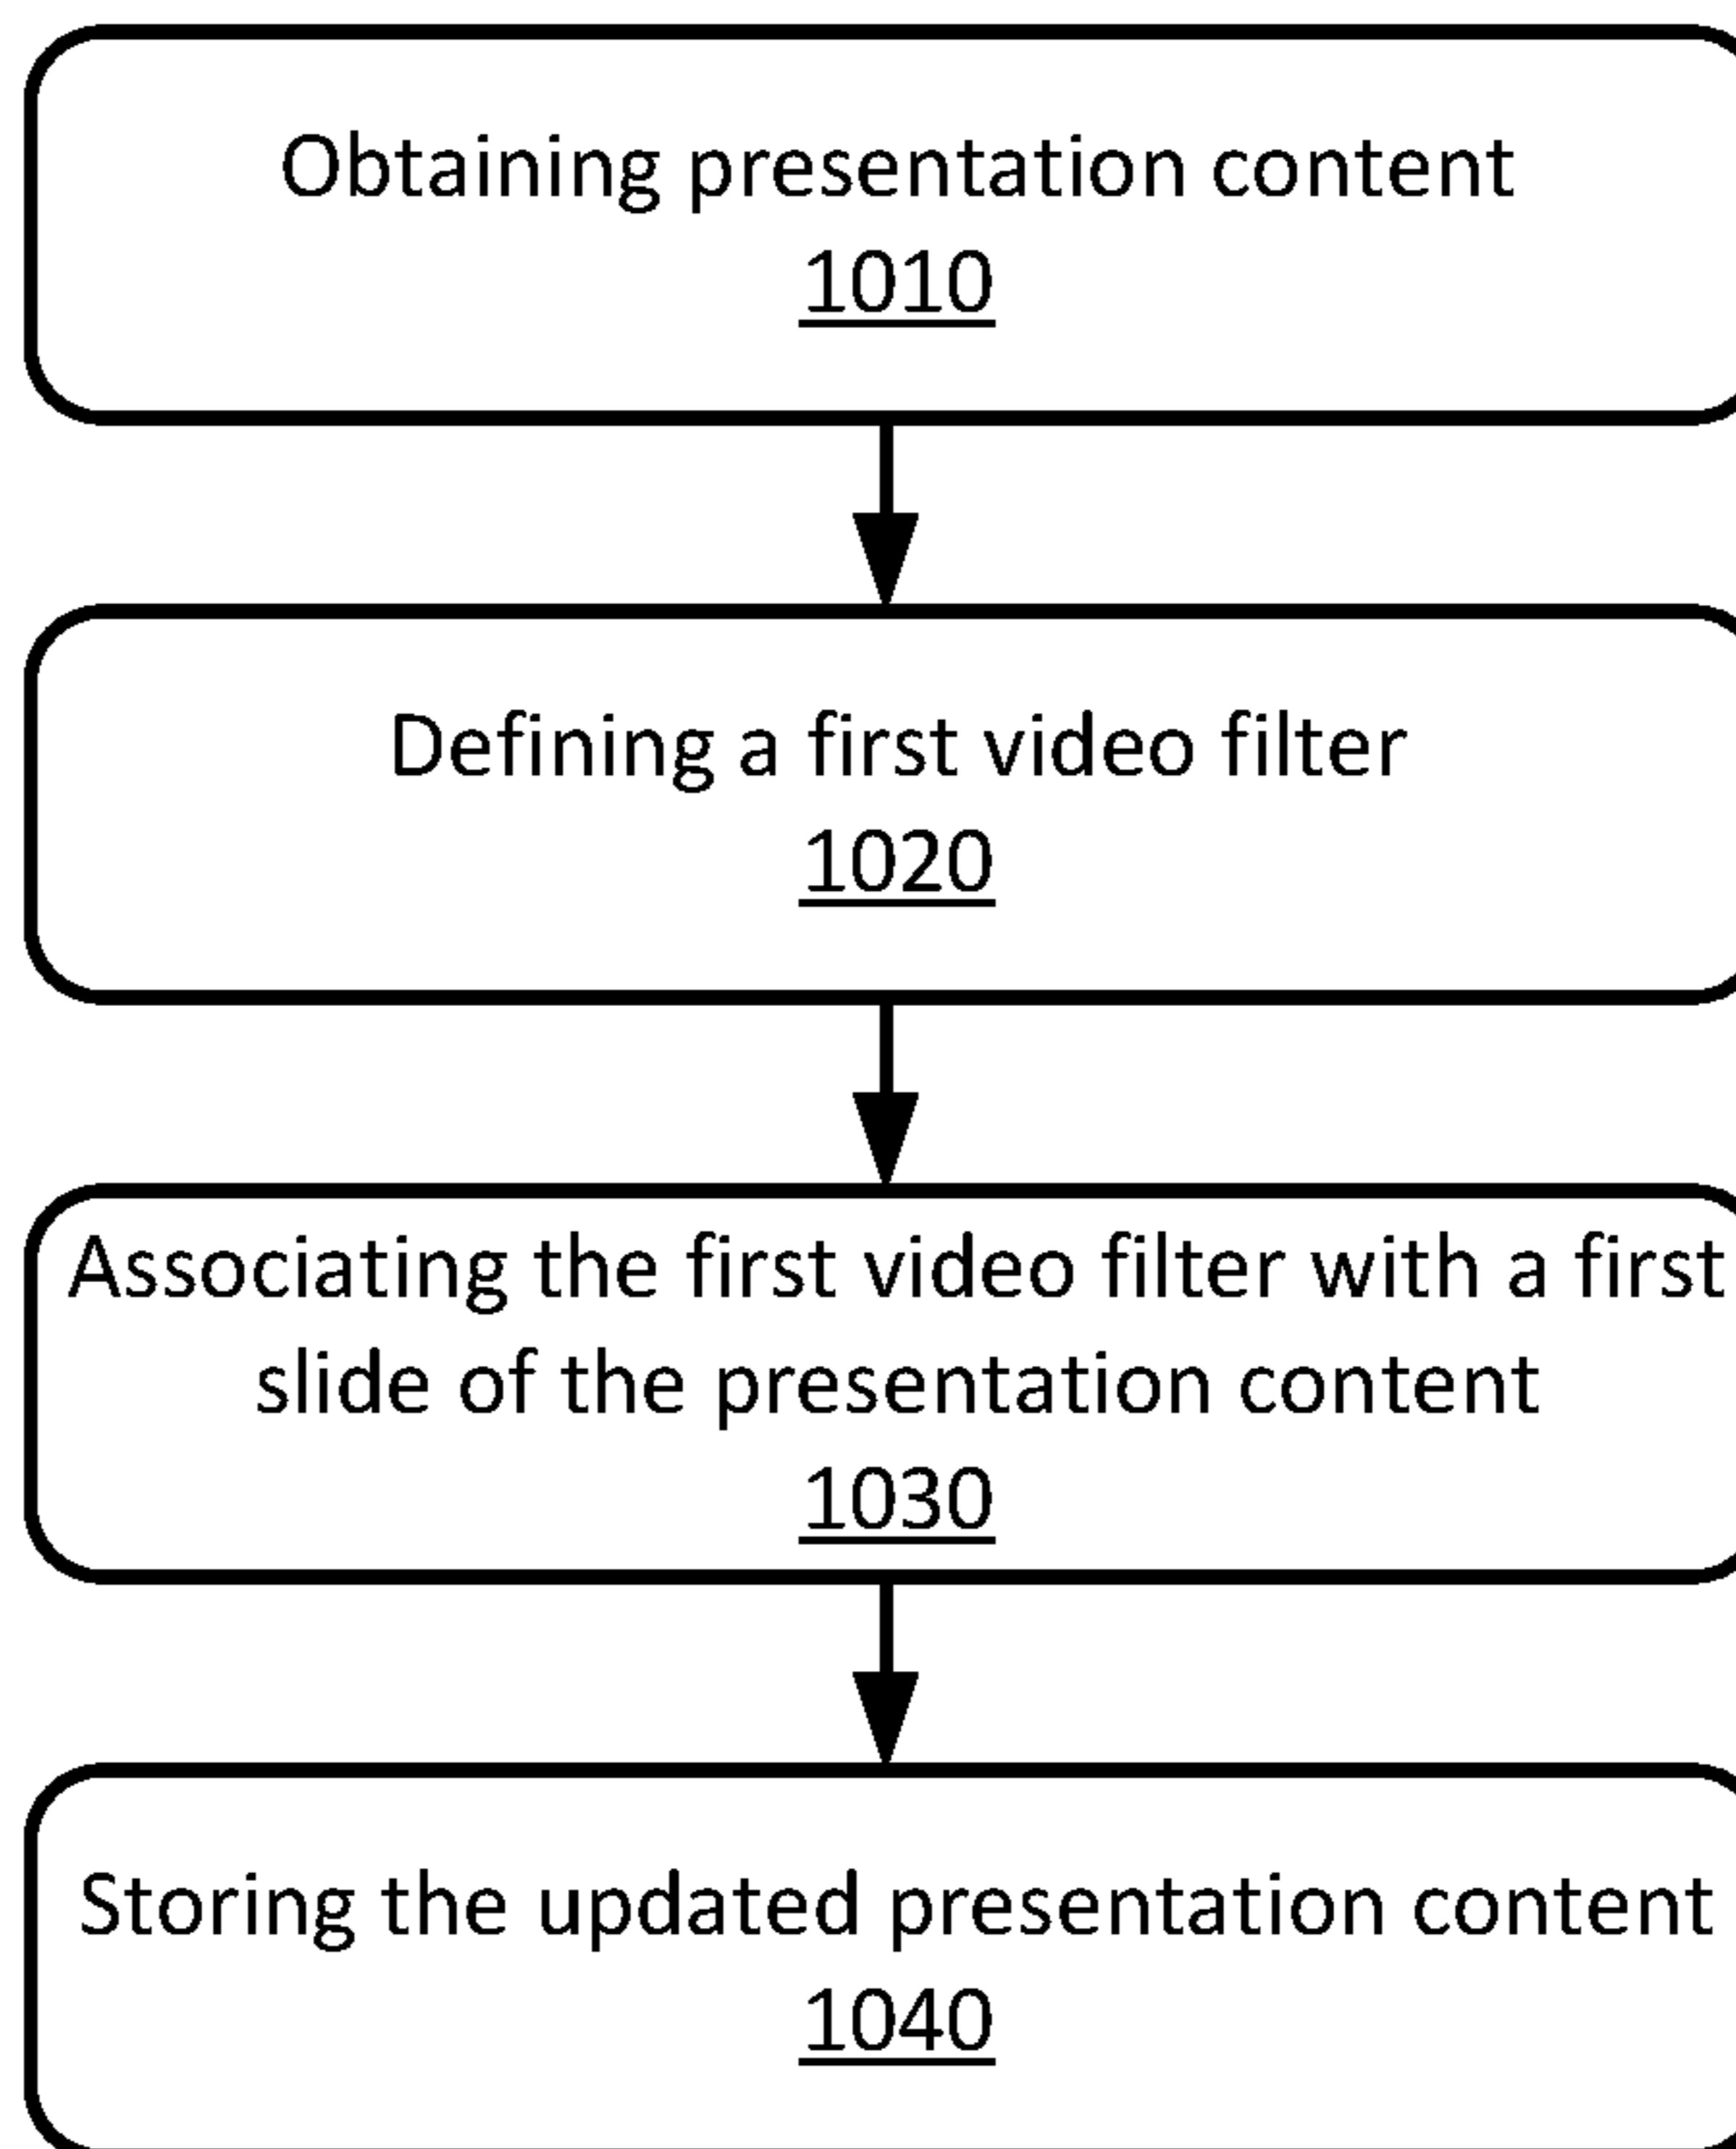 Obtaining presentation content
1010
Defining a first video filter
1020
Associating the first video filter with a first
slide of the presentation content
1030
Storing the updated presentation content
1040